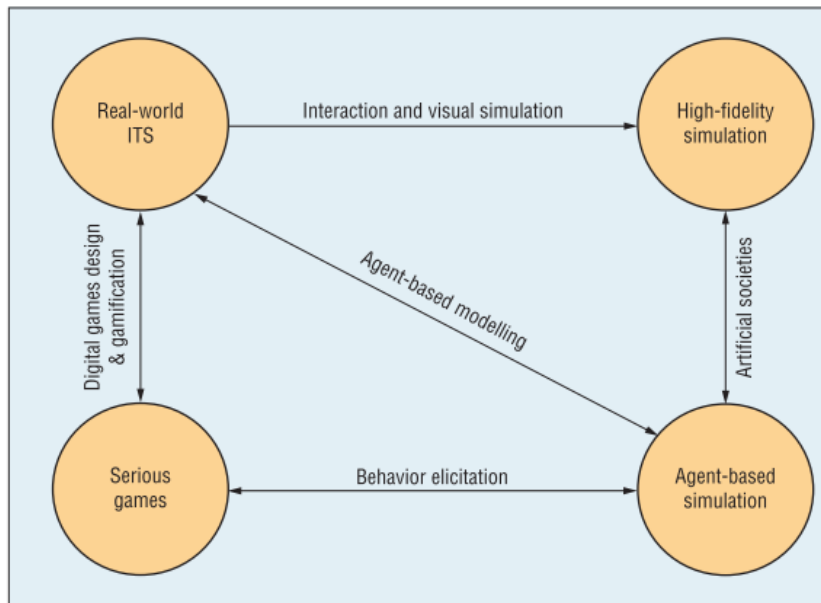 Real-world
ITS
Interaction and visual simulation
High-fidelity
simulation
Digital games design
& gamification
Agent-based modelling
Artificial societies
Serious
games
Behavior elicitation
Agent-based
simulation